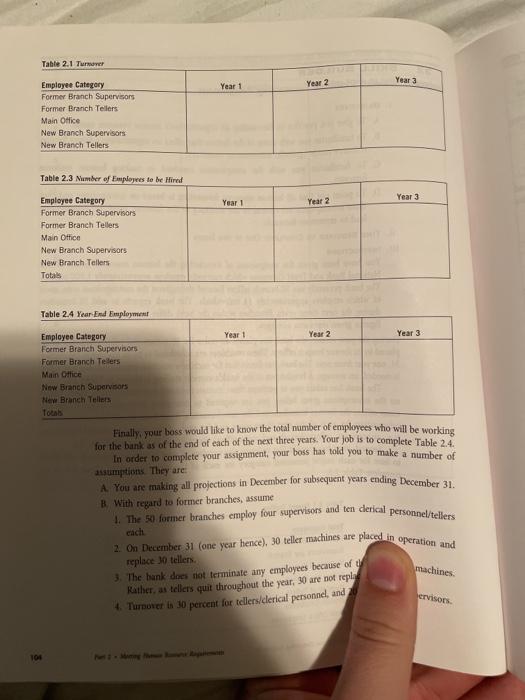 Table 2.1 Turnover
Employee Category Year 1 Year 2 Year 3
Former Branch Supervisors
Former Branch Tellers
Main Office
New Branch Supervisors
New Branch Tellers
Table 2.3 Number of Employees to be Hired
Employee Category Year 1 Year 2 Year 3
Former Branch Supervisors
Former Branch Tellers
Main Office
New Branch Supervisors
New Branch Tellers
Totals
Table 2.4 Year-End Employment
Employee Category Year 1 Year 2 Year 3
Former Branch Supervisors
Former Branch Tellers
Main Office
New Branch Supervisors
New Branch Tellers
Totals
Finally, your boss would like to know the total number of employees who will be working
for the bank as of the end of each of the next three years. Your job is to complete Table 2.4.
In order to complete your assignment, your boss has told you to make a number of
assumptions. They are:
A. You are making all projections in December for subsequent years ending December 31.
B. With regard to former branches, assume
1. The 50 former branches employ four supervisors and ten clerical personnel/tellers
each.
2. On December 31 (one year hence), 30 teller machines are placed in operation and
replace 30 tellers.
3. The bank does not terminate any employees because of machines.
Rather, as tellers quit throughout the year, 30 are not
4. Turnover is 30 percent for tellers/clerical personnel, and
104 Part 2 • Meeting Human Resource Requirements